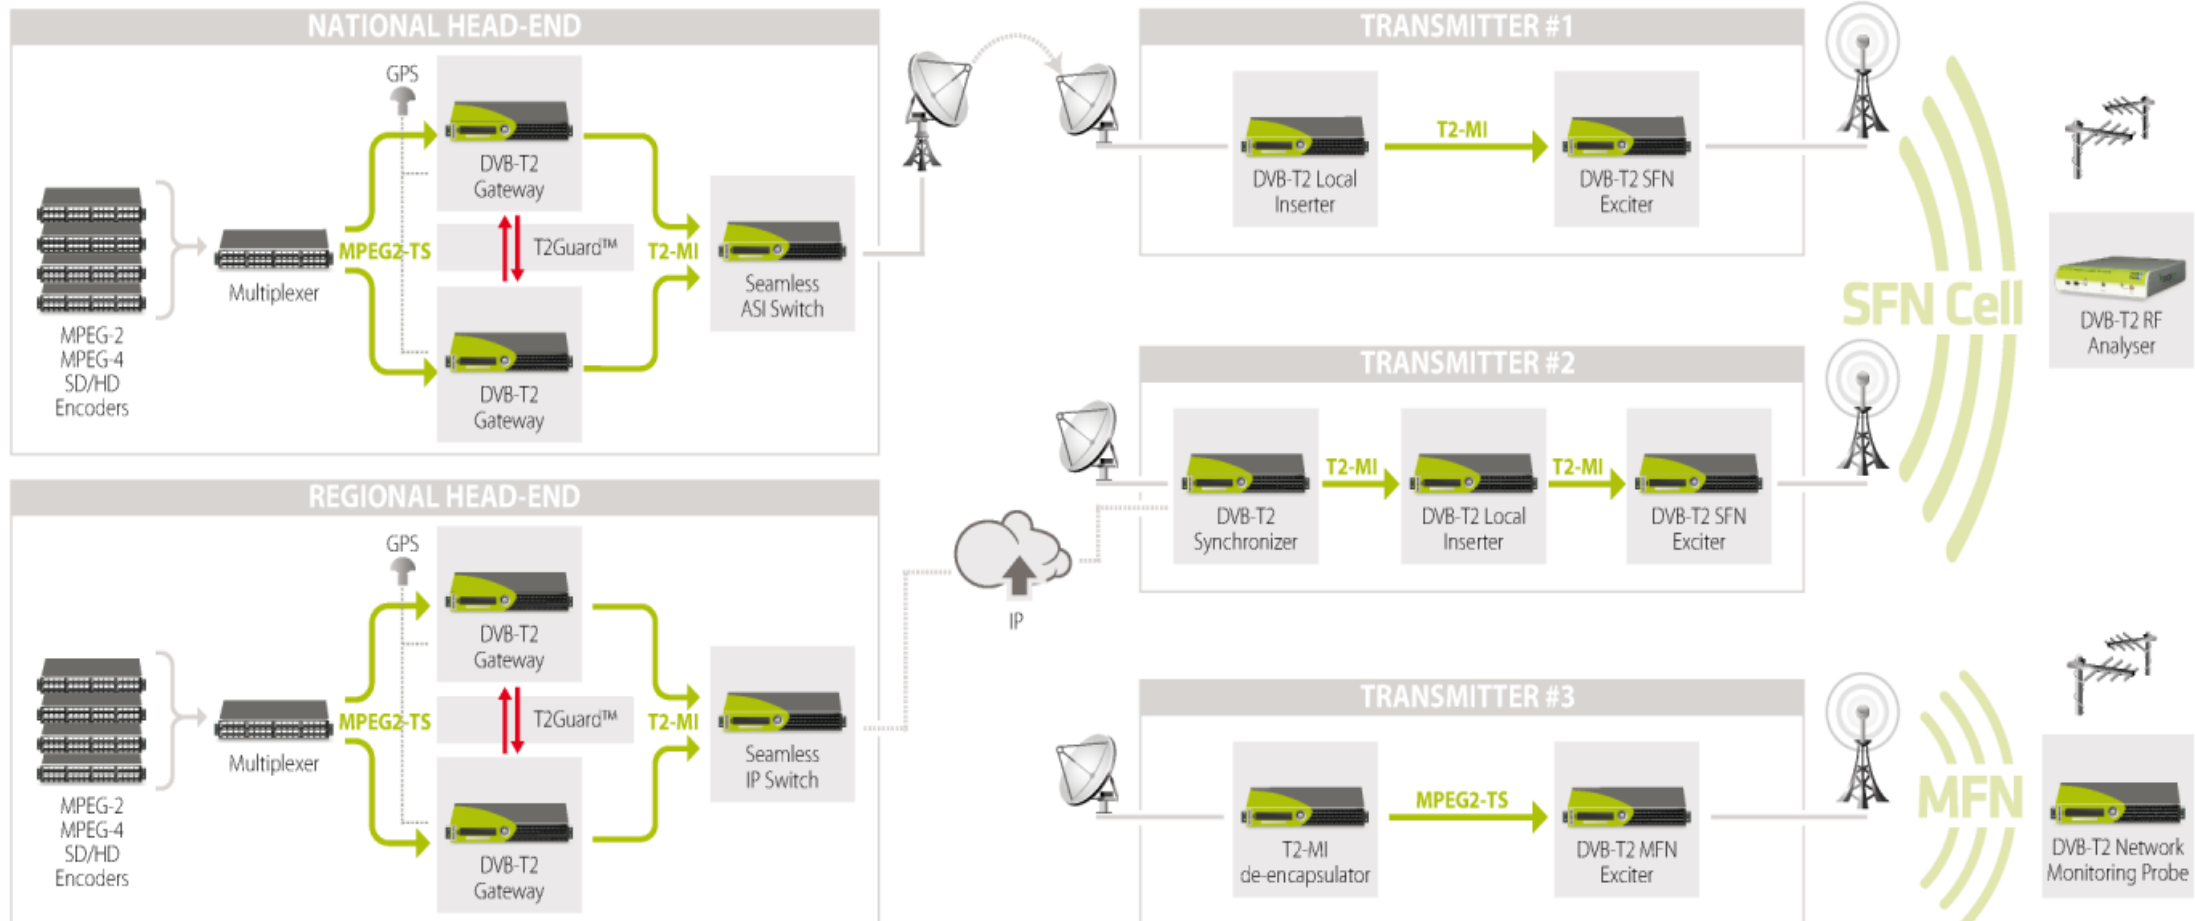 NATIONAL HEAD-END
GPS
DVB-T2
Gateway
MPEG2-TS
T2Guard™
T2-MI
Multiplexer
Seamless
ASI Switch
MPEG-2
MPEG-4
SD/HD
Encoders
DVB-T2
Gateway
REGIONAL HEAD-END
GPS
DVB-T2
Gateway
MPEG2-TS
T2Guard™
T2-MI
Multiplexer
Seamless
IP Switch
MPEG-2
MPEG-4
SD/HD
Encoders
DVB-T2
Gateway
IP
TRANSMITTER #1
T2-MI
DVB-T2 Local
Inserter
DVB-T2 SFN
Exciter
TRANSMITTER #2
T2-MI
T2-MI
DVB-T2
Synchronizer
DVB-T2 Local
Inserter
DVB-T2 SFN
Exciter
TRANSMITTER #3
MPEG2-TS
T2-MI
de-encapsulator
DVB-T2 MFN
Exciter
SFN Cell
DVB-T2 RF
Analyser
MFN
DVB-T2 Network
Monitoring Probe